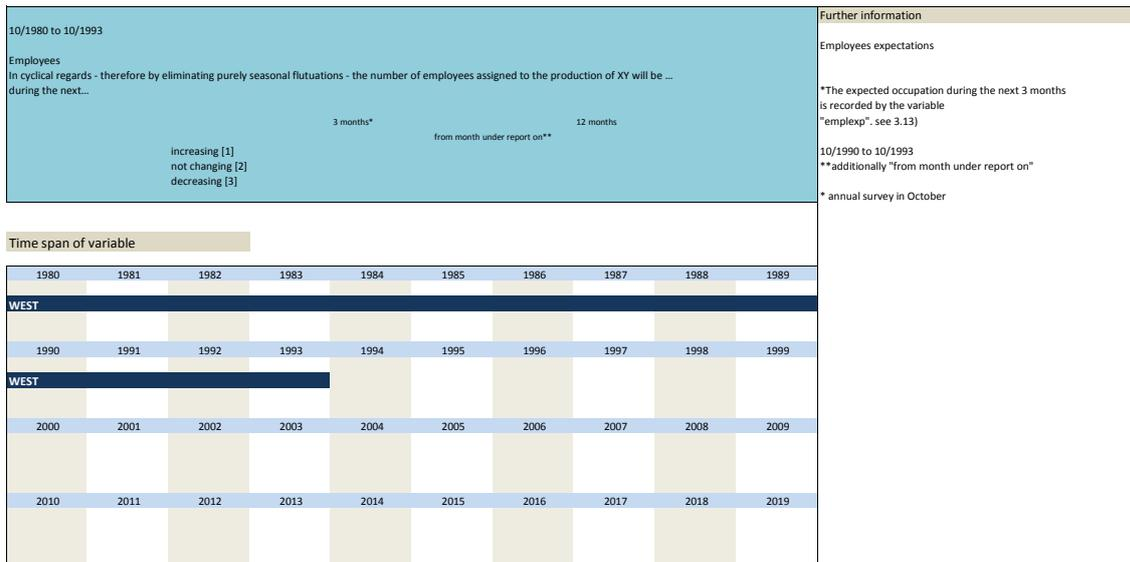 10/1980 to 10/1993
Employees
In cyclical regards - therefore by eliminating purely seasonal flutuations - the number of employees assigned to the production of XY will be ...
during the next...
3 months* 12 months
from month under report on**
increasing [1]
not changing [2]
decreasing [3]
Further information
Employees expectations
*The expected occupation during the next 3 months
is recorded by the variable
"emplexp". see 3.13)
10/1990 to 10/1993
**additionally "from month under report on"
* annual survey in October
Time span of variable
1980 1981 1982 1983 1984 1985 1986 1987 1988 1989
WEST
1990 1991 1992 1993 1994 1995 1996 1997 1998 1999
WEST
2000 2001 2002 2003 2004 2005 2006 2007 2008 2009
2010 2011 2012 2013 2014 2015 2016 2017 2018 2019